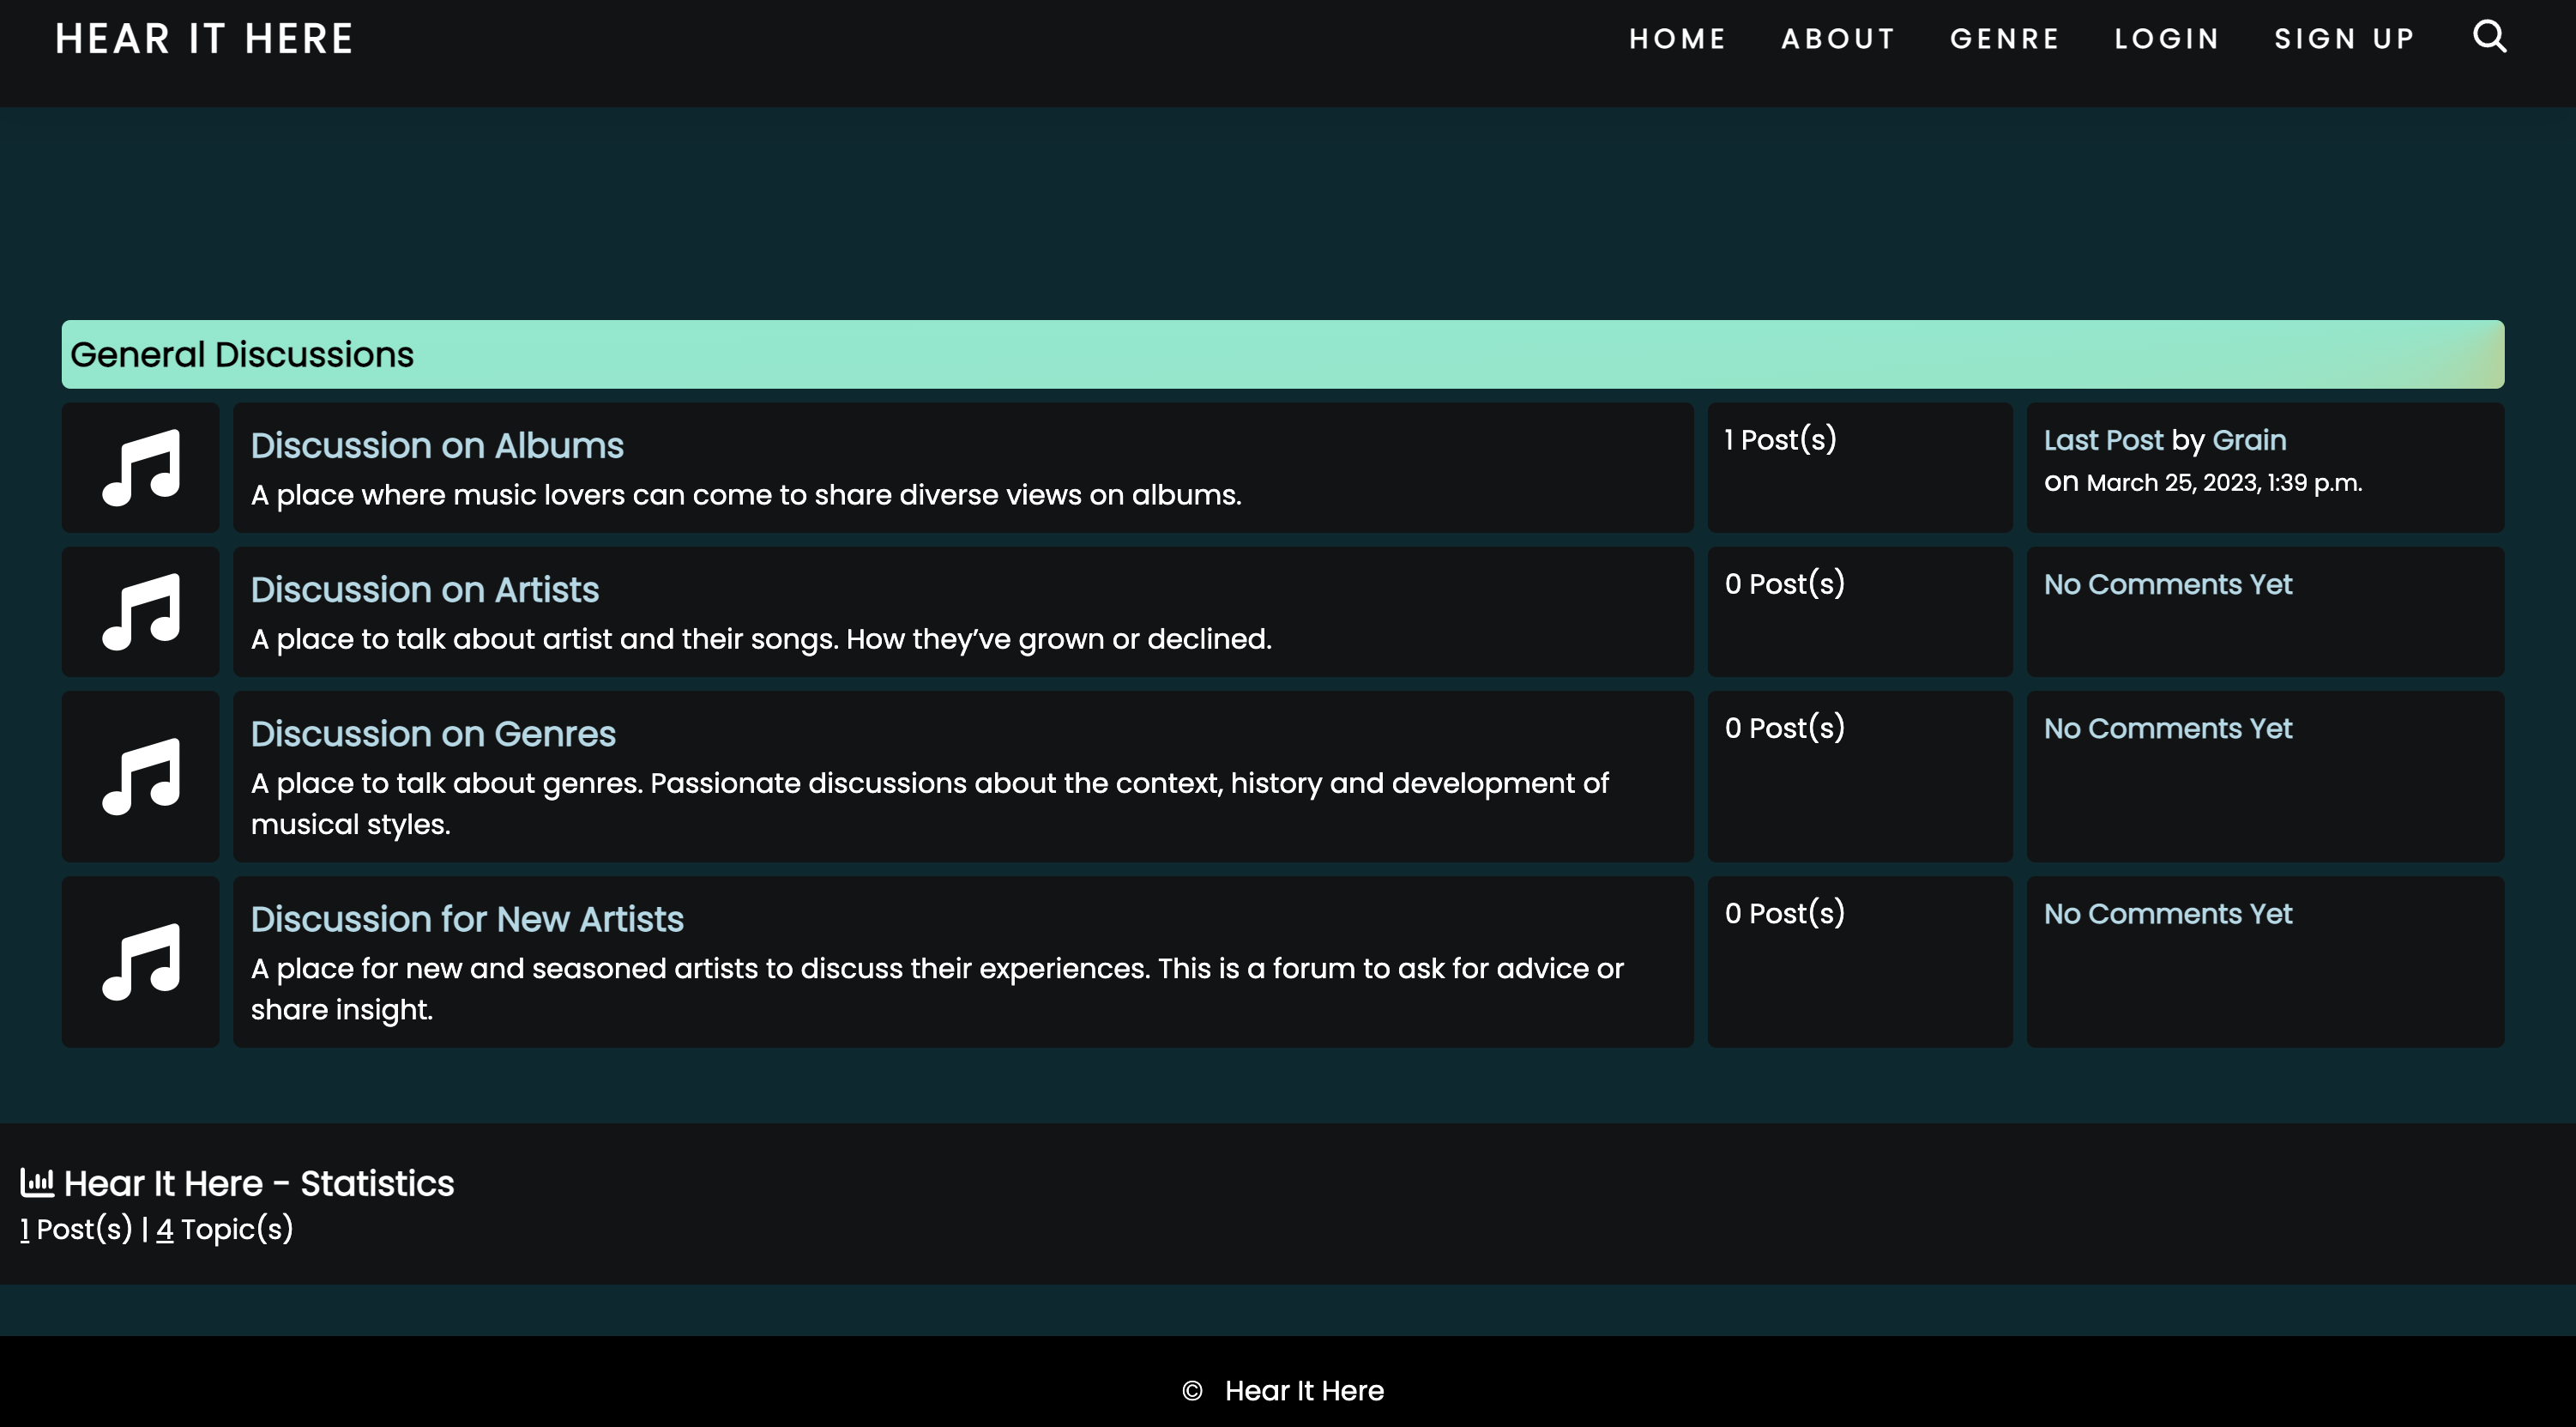 HEAR IT HERE
HOME ABOUT GENRE LOGIN SIGN UP
General Discussions
Discussion on Albums
A place where music lovers can come to share diverse views on albums.
1 Post(s)
Last Post by Grain
on March 25, 2023, 1:39 p.m.
Discussion on Artists
A place to talk about artist and their songs. How they’ve grown or declined.
0 Post(s)
No Comments Yet
Discussion on Genres
A place to talk about genres. Passionate discussions about the context, history and development of
musical styles.
0 Post(s)
No Comments Yet
Discussion for New Artists
A place for new and seasoned artists to discuss their experiences. This is a forum to ask for advice or
share insight.
0 Post(s)
No Comments Yet
Hear It Here - Statistics
1 Post(s) | 4 Topic(s)
© Hear It Here